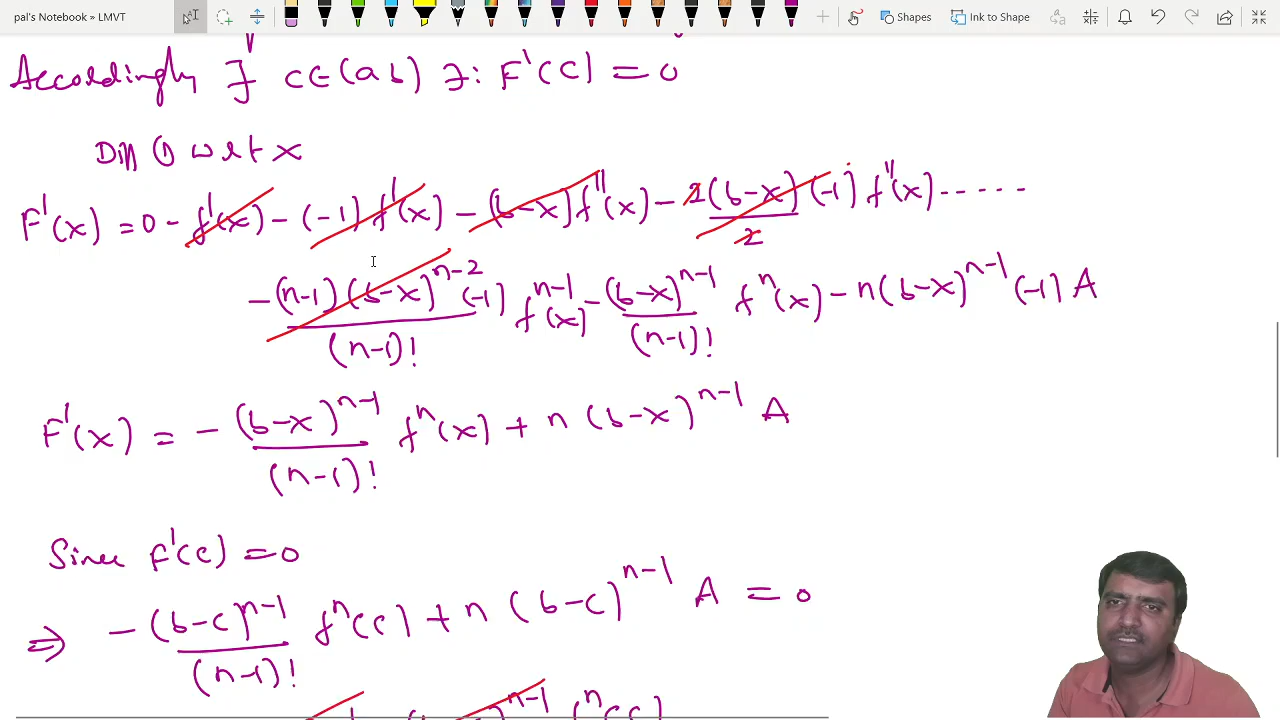 pal's Notebook » LMVT
Shapes Ink to Shape
Accordingly ∃ c∈(a b) ∋: F'(c) = 0
Diff ① w r t x
F'(x) = 0 - f'(x) - (-1) f'(x) - (b-x) f''(x) - 2(b-x)/2 (-1) f''(x) .....
- (n-1)(b-x)^{n-2}(-1)/(n-1)! f^{n-1}(x) - (b-x)^{n-1}/(n-1)! f^n(x) - n(b-x)^{n-1} (-1) A
F'(x) = - (b-x)^{n-1}/(n-1)! f^n(x) + n (b-x)^{n-1} A
Since F'(c) = 0
⇒ - (b-c)^{n-1}/(n-1)! f^n(c) + n (b-c)^{n-1} A = 0